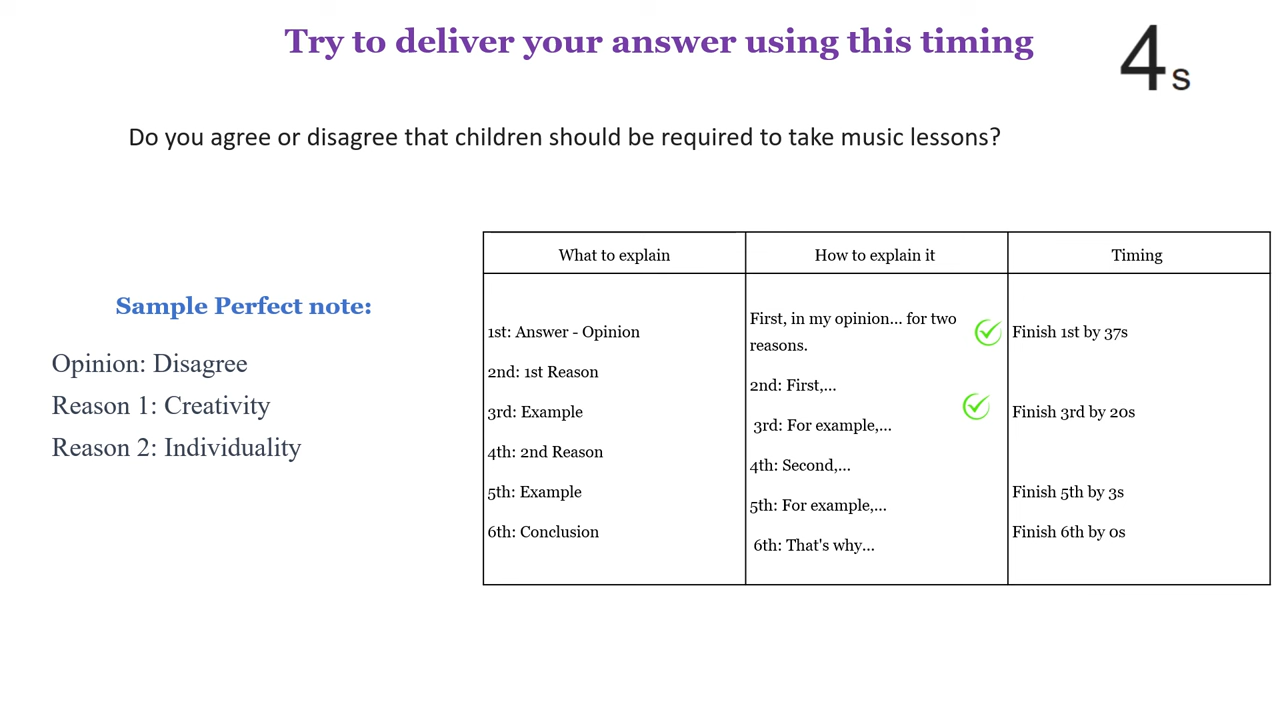 Try to deliver your answer using this timing
4s
Do you agree or disagree that children should be required to take music lessons?
Sample Perfect note:
Opinion: Disagree
Reason 1: Creativity
Reason 2: Individuality
What to explain
How to explain it
Timing
1st: Answer - Opinion
2nd: 1st Reason
3rd: Example
4th: 2nd Reason
5th: Example
6th: Conclusion
First, in my opinion... for two
reasons.
2nd: First,...
3rd: For example,...
4th: Second,...
5th: For example,...
6th: That's why...
Finish 1st by 37s
Finish 3rd by 20s
Finish 5th by 3s
Finish 6th by 0s